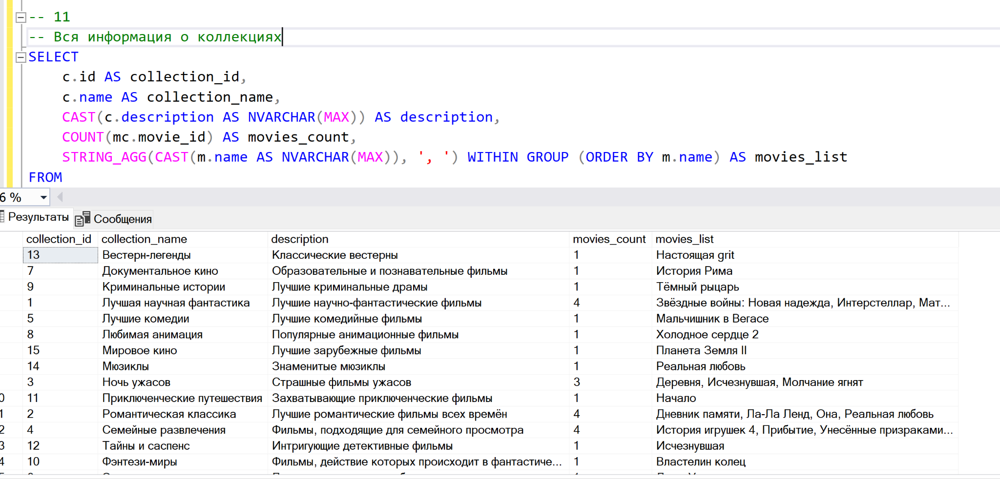 -- 11
-- Вся информация о коллекциях
SELECT
c.id AS collection_id,
c.name AS collection_name,
CAST(c.description AS NVARCHAR(MAX)) AS description,
COUNT(mc.movie_id) AS movies_count,
STRING_AGG(CAST(m.name AS NVARCHAR(MAX)), ', ') WITHIN GROUP (ORDER BY m.name) AS movies_list
FROM
6 %
Результаты Сообщения
collection_id collection_name description movies_count movies_list
13 Вестерн-легенды Классические вестерны 1 Настоящая grit
7 Документальное кино Образовательные и познавательные фильмы 1 История Рима
9 Криминальные истории Лучшие криминальные драмы 1 Тёмный рыцарь
1 Лучшая научная фантастика Лучшие научно-фантастические фильмы 4 Звёздные войны: Новая надежда, Интерстеллар, Мат...
5 Лучшие комедии Лучшие комедийные фильмы 1 Мальчишник в Вегасе
8 Любимая анимация Популярные анимационные фильмы 1 Холодное сердце 2
15 Мировое кино Лучшие зарубежные фильмы 1 Планета Земля II
14 Мюзиклы Знаменитые мюзиклы 1 Реальная любовь
3 Ночь ужасов Страшные фильмы ужасов 3 Деревня, Исчезнувшая, Молчание ягнят
0 11 Приключенческие путешествия Захватывающие приключенческие фильмы 1 Начало
1 2 Романтическая классика Лучшие романтические фильмы всех времён 4 Дневник памяти, Ла-Ла Ленд, Она, Реальная любовь
2 4 Семейные развлечения Фильмы, подходящие для семейного просмотра 4 История игрушек 4, Прибытие, Унесённые призраками...
3 12 Тайны и саспенс Интригующие детективные фильмы 1 Исчезнувшая
4 10 Фэнтези-миры Фильмы, действие которых происходит в фантастиче... 1 Властелин колец